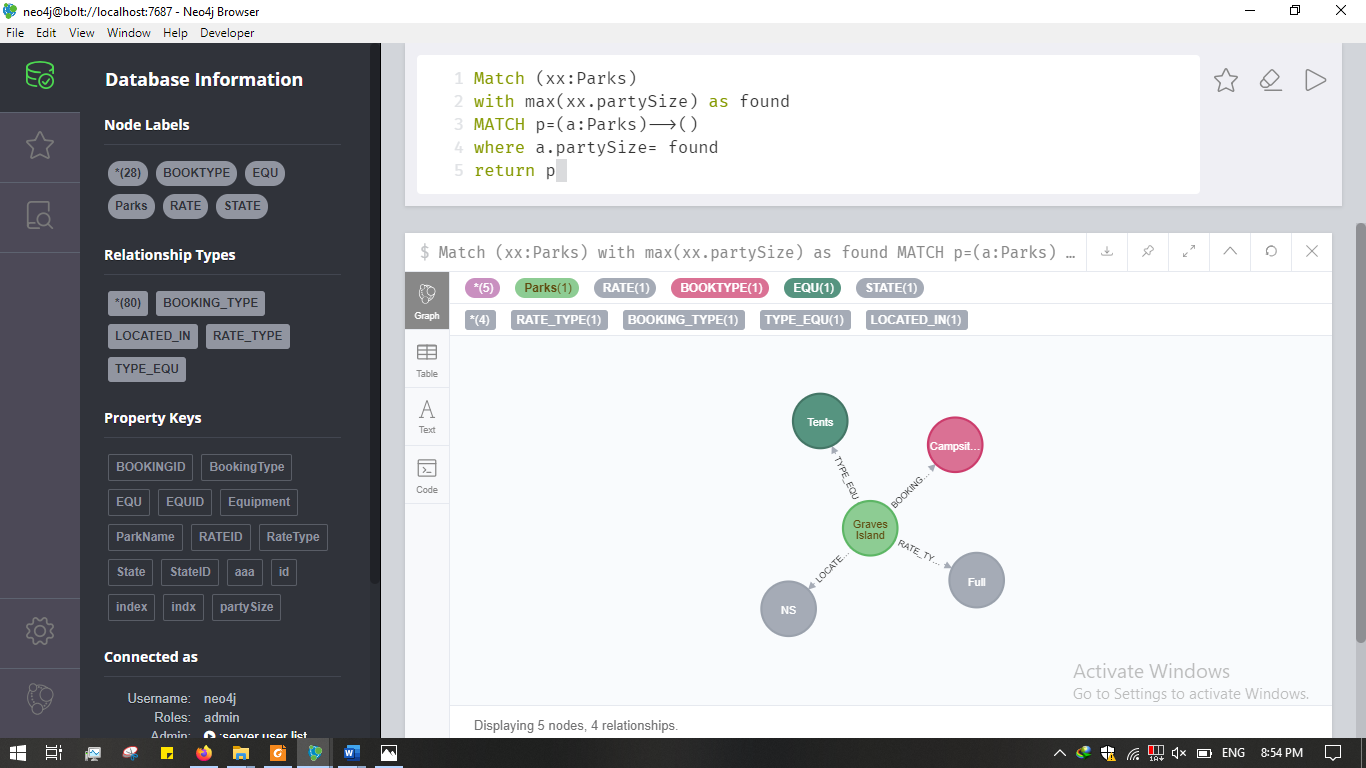 neo4j@bolt://localhost:7687 - Neo4j Browser
File Edit View Window Help Developer
Database Information
Node Labels
*(28) BOOKTYPE EQU
Parks RATE STATE
Relationship Types
*(80) BOOKING_TYPE
LOCATED_IN RATE_TYPE
TYPE_EQU
Property Keys
BOOKINGID BookingType
EQU EQUID Equipment
ParkName RATEID RateType
State StateID aaa id
index indx partySize
Connected as
Username: neo4j
Roles: admin
Admin: :server user list
1 Match (xx:Parks)
2 with max(xx.partySize) as found
3 MATCH p=(a:Parks)-->()
4 where a.partySize= found
5 return p
$ Match (xx:Parks) with max(xx.partySize) as found MATCH p=(a:Parks) …
Graph
Table
Text
Code
*(5) Parks(1) RATE(1) BOOKTYPE(1) EQU(1) STATE(1)
*(4) RATE_TYPE(1) BOOKING_TYPE(1) TYPE_EQU(1) LOCATED_IN(1)
Tents
Campsit…
TYPE_EQU
BOOKING…
Graves
Island
RATE_TY…
LOCATE…
Full
NS
Activate Windows
Go to Settings to activate Windows.
Displaying 5 nodes, 4 relationships.
ENG 8:54 PM